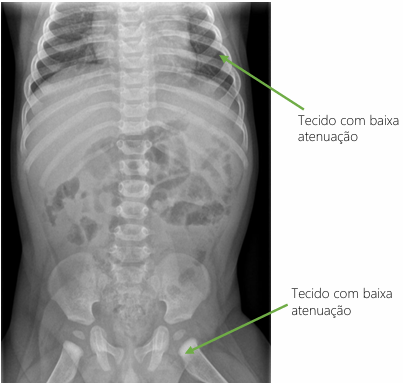 Tecido com baixa
atenuação
Tecido com baixa
atenuação